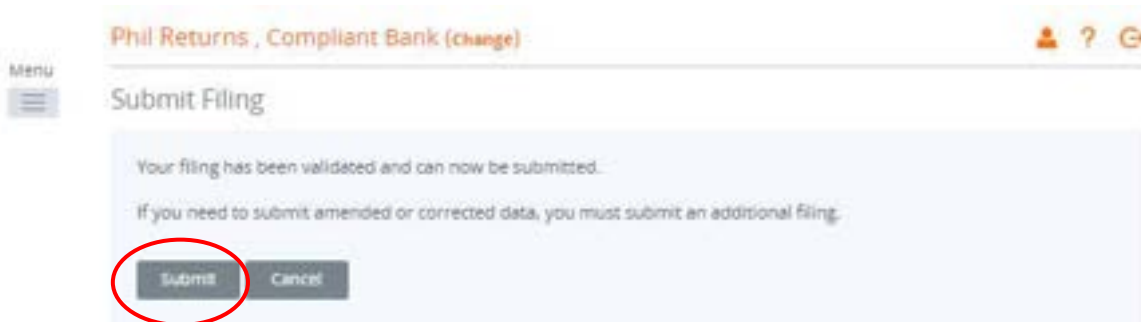 Phil Returns , Compliant Bank (Change)
?
Menu
Submit Filing
Your filing has been validated and can now be submitted.
If you need to submit amended or corrected data, you must submit an additional filing.
Submit Cancel